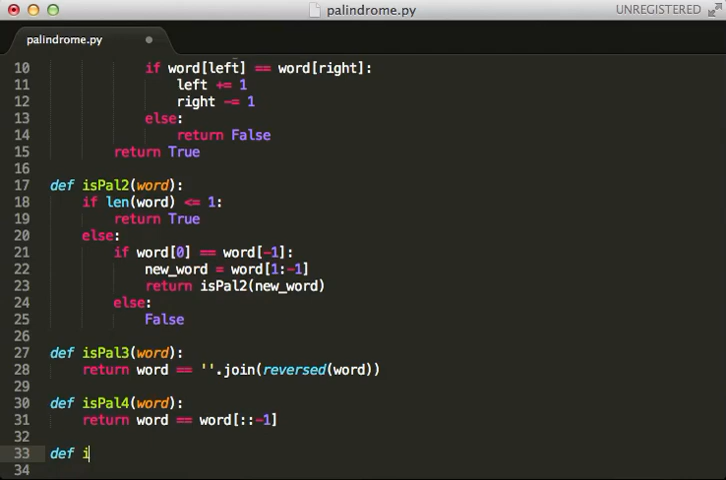 palindrome.py
UNREGISTERED
palindrome.py
10 if word[left] == word[right]:
11 left += 1
12 right -= 1
13 else:
14 return False
15 return True
16
17 def isPal2(word):
18 if len(word) <= 1:
19 return True
20 else:
21 if word[0] == word[-1]:
22 new_word = word[1:-1]
23 return isPal2(new_word)
24 else:
25 False
26
27 def isPal3(word):
28 return word == ''.join(reversed(word))
29
30 def isPal4(word):
31 return word == word[::-1]
32
33 def i
34